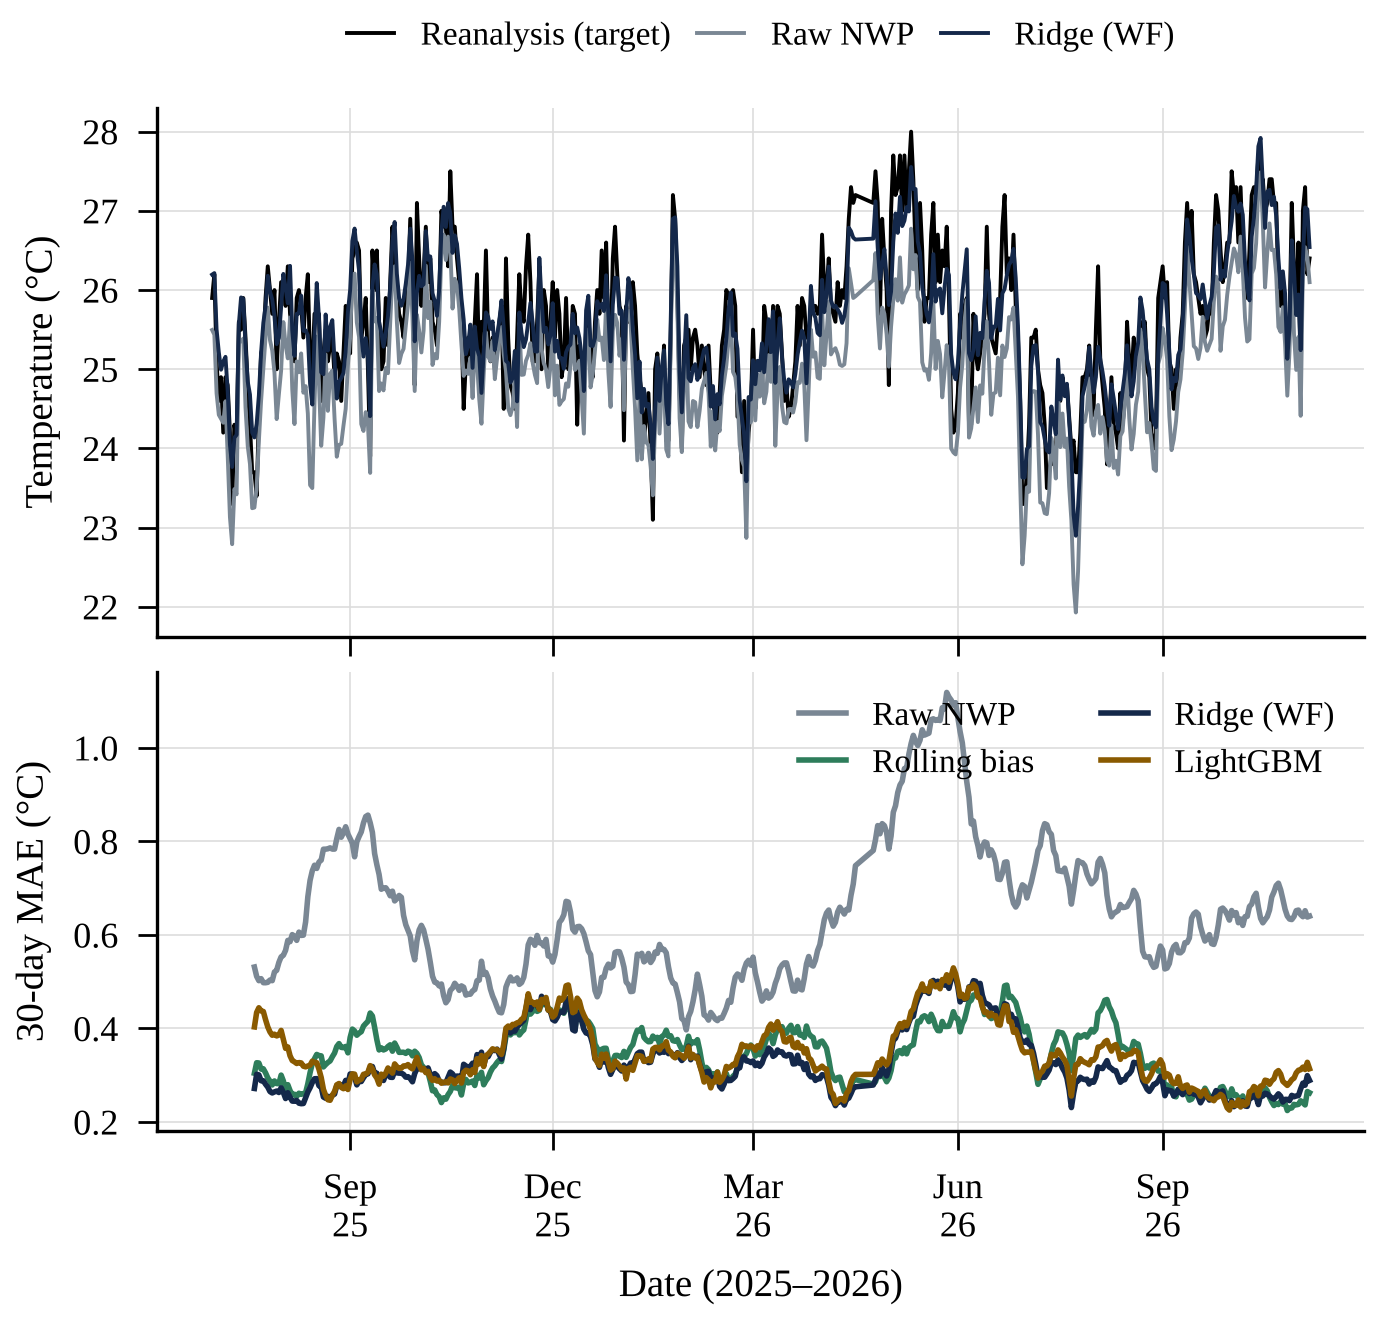 Reanalysis (target) Raw NWP Ridge (WF)
28
27
26
25
24
23
22
Temperature (°C)
Raw NWP Ridge (WF)
Rolling bias LightGBM
1.0
0.8
0.6
0.4
0.2
30-day MAE (°C)
Sep Dec Mar Jun Sep
25 25 26 26 26
Date (2025–2026)